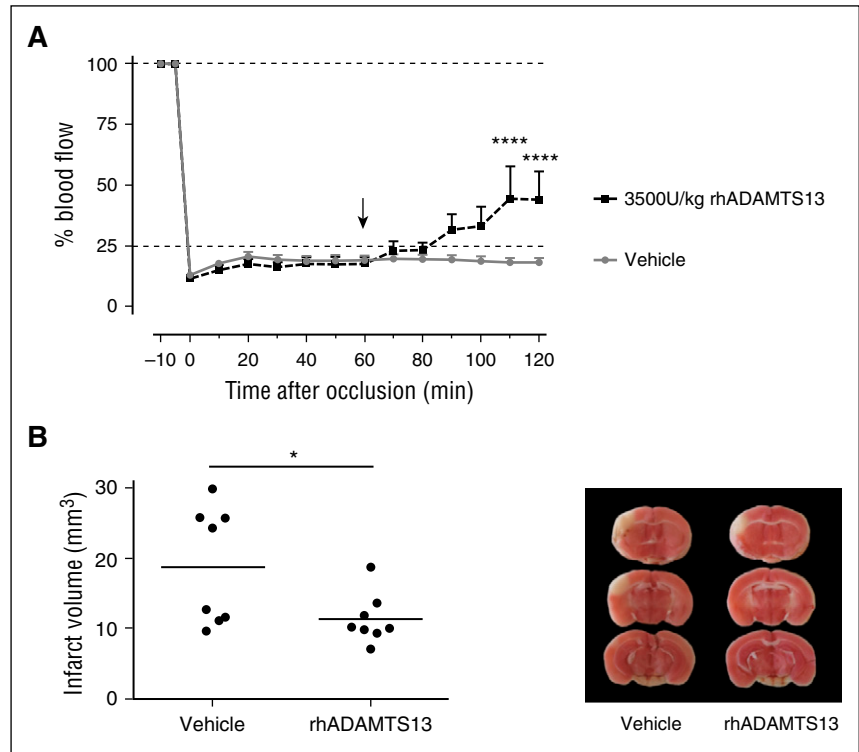 A
100
75
50
25
0
% blood flow
****
****
3500U/kg rhADAMTS13
Vehicle
–10 0 20 40 60 80 100 120
Time after occlusion (min)
B
*
30
20
10
0
Infarct volume (mm³)
Vehicle rhADAMTS13
Vehicle rhADAMTS13